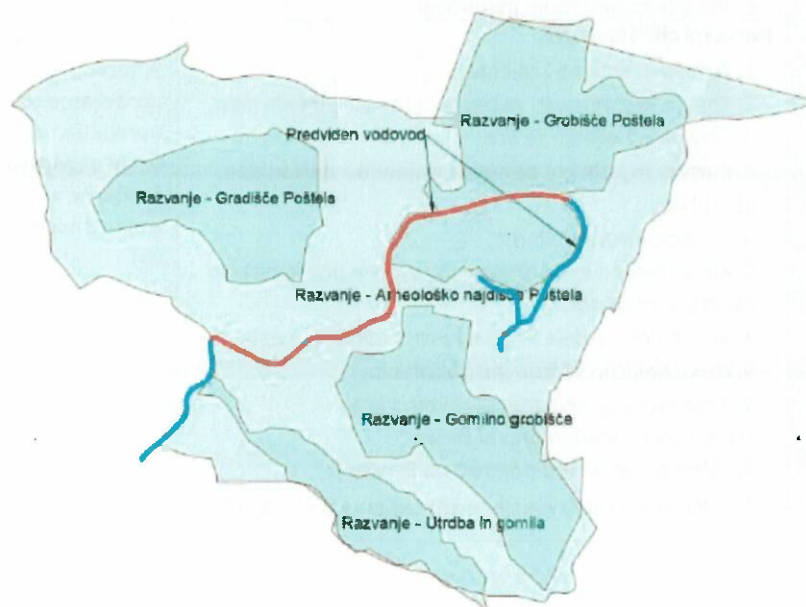 Razvanje - Grobišče Poštela
Predviden vodovod
Razvanje - Gradišče Poštela
Razvanje - Arheološko najdišče Poštela
Razvanje - Gomilno grobišče
Razvanje - Utrdba in gomila